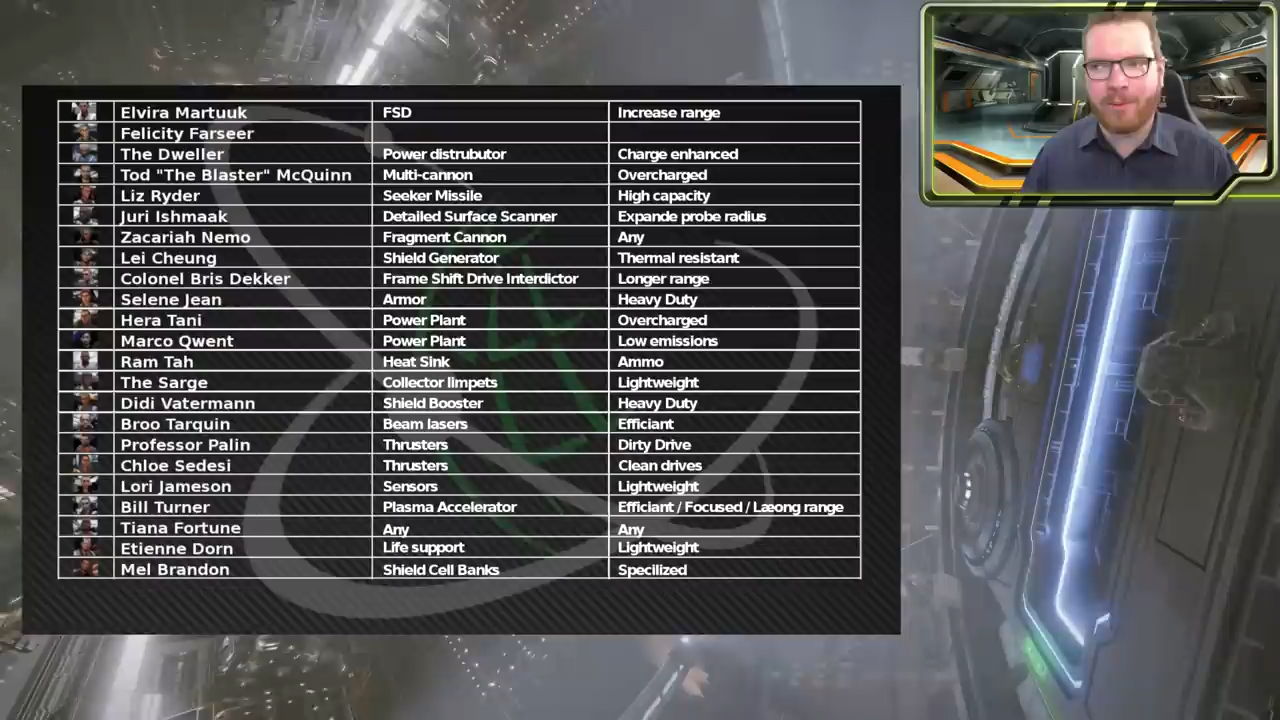 Elvira Martuuk FSD Increase range
Felicity Farseer
The Dweller Power distrubutor Charge enhanced
Tod "The Blaster" McQuinn Multi-cannon Overcharged
Liz Ryder Seeker Missile High capacity
Juri Ishmaak Detailed Surface Scanner Expande probe radius
Zacariah Nemo Fragment Cannon Any
Lei Cheung Shield Generator Thermal resistant
Colonel Bris Dekker Frame Shift Drive Interdictor Longer range
Selene Jean Armor Heavy Duty
Hera Tani Power Plant Overcharged
Marco Qwent Power Plant Low emissions
Ram Tah Heat Sink Ammo
The Sarge Collector limpets Lightweight
Didi Vatermann Shield Booster Heavy Duty
Broo Tarquin Beam lasers Efficiant
Professor Palin Thrusters Dirty Drive
Chloe Sedesi Thrusters Clean drives
Lori Jameson Sensors Lightweight
Bill Turner Plasma Accelerator Efficiant / Focused / Læong range
Tiana Fortune Any Any
Etienne Dorn Life support Lightweight
Mel Brandon Shield Cell Banks Specilized